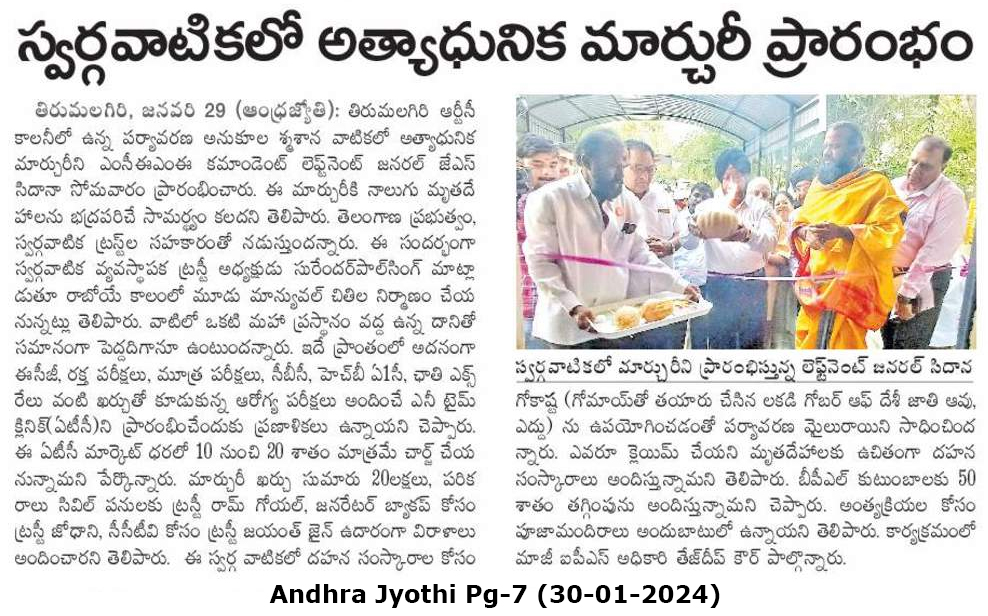 స్వర్గవాటికలో అత్యాధునిక మార్చురీ ప్రారంభం
తిరుమలగిరి, జనవరి 29 (ఆంధ్రజ్యోతి): తిరుమలగిరి ఆర్టీసీ
కాలనీలో ఉన్న పర్యావరణ అనుకూల శ్మశాన వాటికలో అత్యాధునిక
మార్చురీని ఎంసీఈఎంఈ కమాండెంట్ లెఫ్టినెంట్ జనరల్ జేఎస్
సిదానా సోమవారం ప్రారంభించారు. ఈ మార్చురీకి నాలుగు మృతదే
హాలను భద్రపరిచే సామర్థ్యం కలదని తెలిపారు. తెలంగాణ ప్రభుత్వం,
స్వర్గవాటిక ట్రస్ట్‌ల సహకారంతో నడుస్తుందన్నారు. ఈ సందర్భంగా
స్వర్గవాటిక వ్యవస్థాపక ట్రస్టీ అధ్యక్షుడు సురేందర్‌పాల్‌సింగ్ మాట్లా
డుతూ రాబోయే కాలంలో మూడు మాన్యువల్ చితిల నిర్మాణం చేయ
నున్నట్లు తెలిపారు. వాటిలో ఒకటి మహా ప్రస్థానం వద్ద ఉన్న దానితో
సమానంగా పెద్దదిగానూ ఉంటుందన్నారు. ఇదే ప్రాంతంలో అదనంగా
ఈసీజీ, రక్త పరీక్షలు, మూత్ర పరీక్షలు, సీబీసీ, హెచ్‌బీ ఏ1సీ, ఛాతి ఎక్స్
రేలు వంటి ఖర్చుతో కూడుకున్న ఆరోగ్య పరీక్షలు అందించే ఎనీ టైమ్
క్లినిక్(ఏటీసీ)ని ప్రారంభించేందుకు ప్రణాళికలు ఉన్నాయని చెప్పారు.
ఈ ఏటీసీ మార్కెట్ ధరలో 10 నుంచి 20 శాతం మాత్రమే చార్జ్ చేయ
నున్నామని పేర్కొన్నారు. మార్చురీ ఖర్చు సుమారు 20లక్షలు, పరిక
రాలు సివిల్ పనులకు ట్రస్టీ రామ్ గోయల్, జనరేటర్ బ్యాకప్ కోసం
ట్రస్టీ జోధాని, సీసీటీవి కోసం ట్రస్టీ జయంత్ జైన్ ఉదారంగా విరాళాలు
అందించారని తెలిపారు. ఈ స్వర్గ వాటికలో దహన సంస్కారాల కోసం
స్వర్గవాటికలో మార్చురీని ప్రారంభిస్తున్న లెఫ్టినెంట్ జనరల్ సిదాన
గోకాష్ట (గోమాయ్‌తో తయారు చేసిన లకడి గోబర్ ఆఫ్ దేశీ జాతి ఆవు,
ఎద్దు) ను ఉపయోగించడంతో పర్యావరణ మైలురాయిని సాధించింద
న్నారు. ఎవరూ క్లెయిమ్ చేయని మృతదేహాలకు ఉచితంగా దహన
సంస్కారాలు అందిస్తున్నామని తెలిపారు. బీపీఎల్ కుటుంబాలకు 50
శాతం తగ్గింపును అందిస్తున్నామని చెప్పారు. అంత్యక్రియల కోసం
పూజామందిరాలు అందుబాటులో ఉన్నాయని తెలిపారు. కార్యక్రమంలో
మాజీ ఐపీఎస్ అధికారి తేజ్‌దీప్ కౌర్ పాల్గొన్నారు.
Andhra Jyothi Pg-7 (30-01-2024)